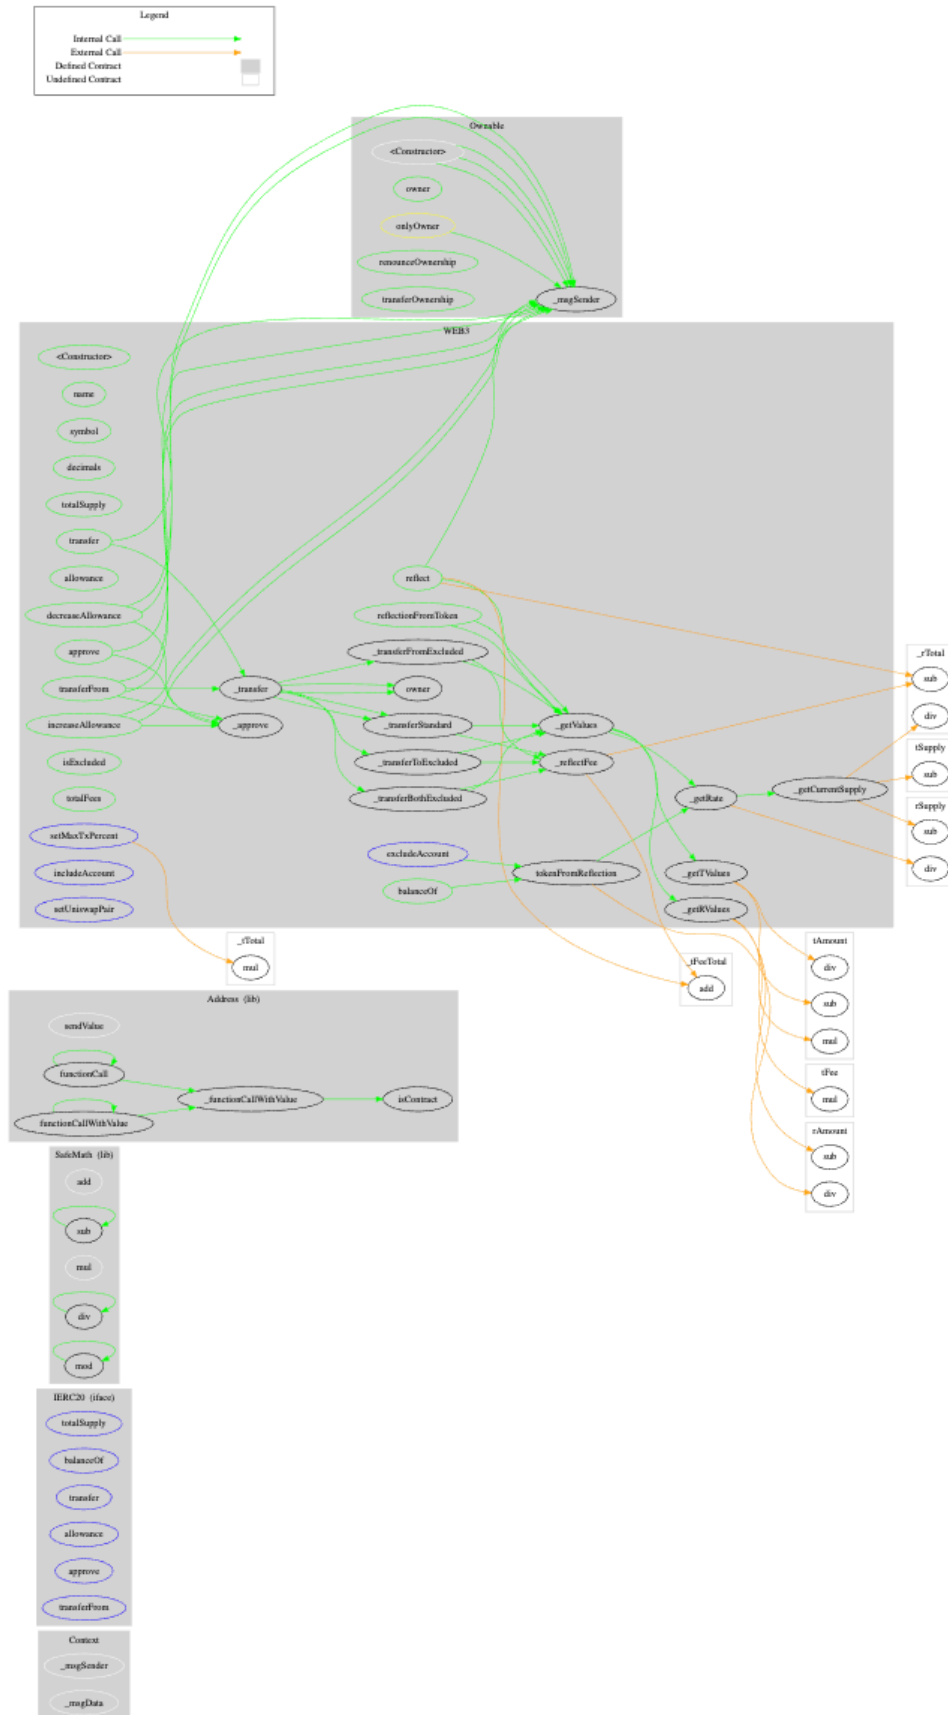 Legend
Internal Call
External Call
Defined Contract
Undefined Contract
Ownable
<Constructor>
owner
onlyOwner
renounceOwnership
transferOwnership
_msgSender
WEB3
<Constructor>
name
symbol
decimals
totalSupply
transfer
allowance
reflect
decreaseAllowance
reflectionFromToken
approve
_transferFromExcluded
_rTotal
sub
transferFrom
_transfer
owner
div
increaseAllowance
_approve
_transferStandard
_getValues
tSupply
sub
isExcluded
_transferToExcluded
_reflectFee
totalFees
_transferBothExcluded
_getRate
_getCurrentSupply
rSupply
sub
setMaxTxPercent
div
excludeAccount
includeAccount
tokenFromReflection
_getTValues
balanceOf
setUniswapPair
_getRValues
_tTotal
mul
_tFeeTotal
add
tAmount
div
sub
mul
tFee
mul
rAmount
sub
div
Address (lib)
sendValue
functionCall
_functionCallWithValue
isContract
functionCallWithValue
SafeMath (lib)
add
sub
mul
div
mod
IERC20 (iface)
totalSupply
balanceOf
transfer
allowance
approve
transferFrom
Context
_msgSender
_msgData